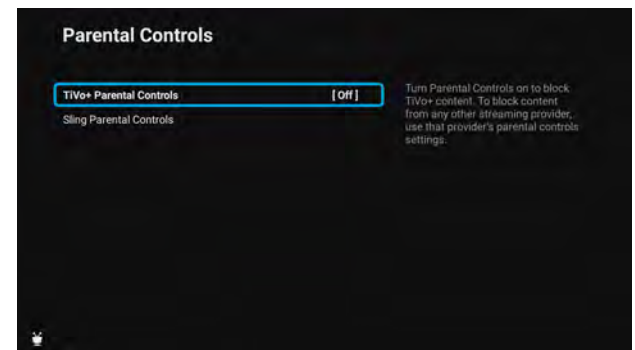 Parental Controls
TiVo+ Parental Controls [ Off ]
Sling Parental Controls
Turn Parental Controls on to block
TiVo+ content. To block content
from any other streaming provider,
use that provider's parental controls
settings.